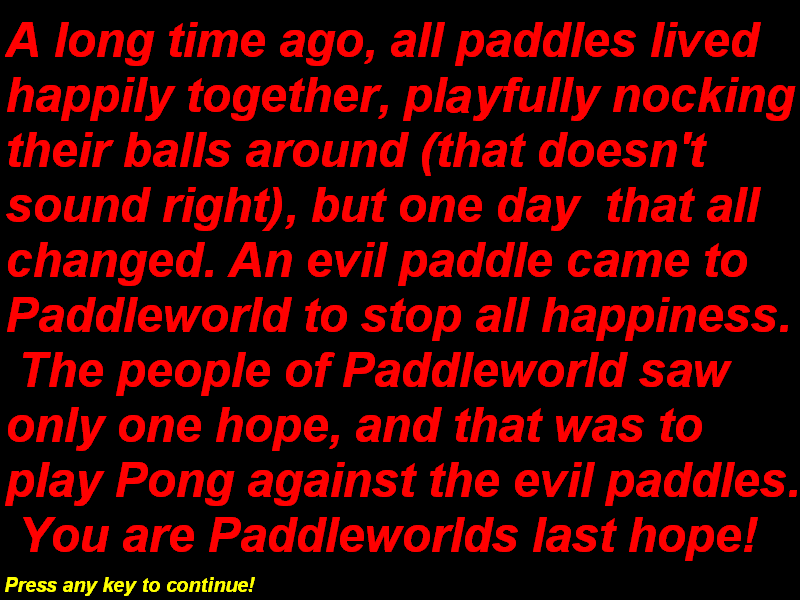 A long time ago, all paddles lived
happily together, playfully nocking
their balls around (that doesn't
sound right), but one day  that all
changed. An evil paddle came to
Paddleworld to stop all happiness.
The people of Paddleworld saw
only one hope, and that was to
play Pong against the evil paddles.
You are Paddleworlds last hope!
Press any key to continue!